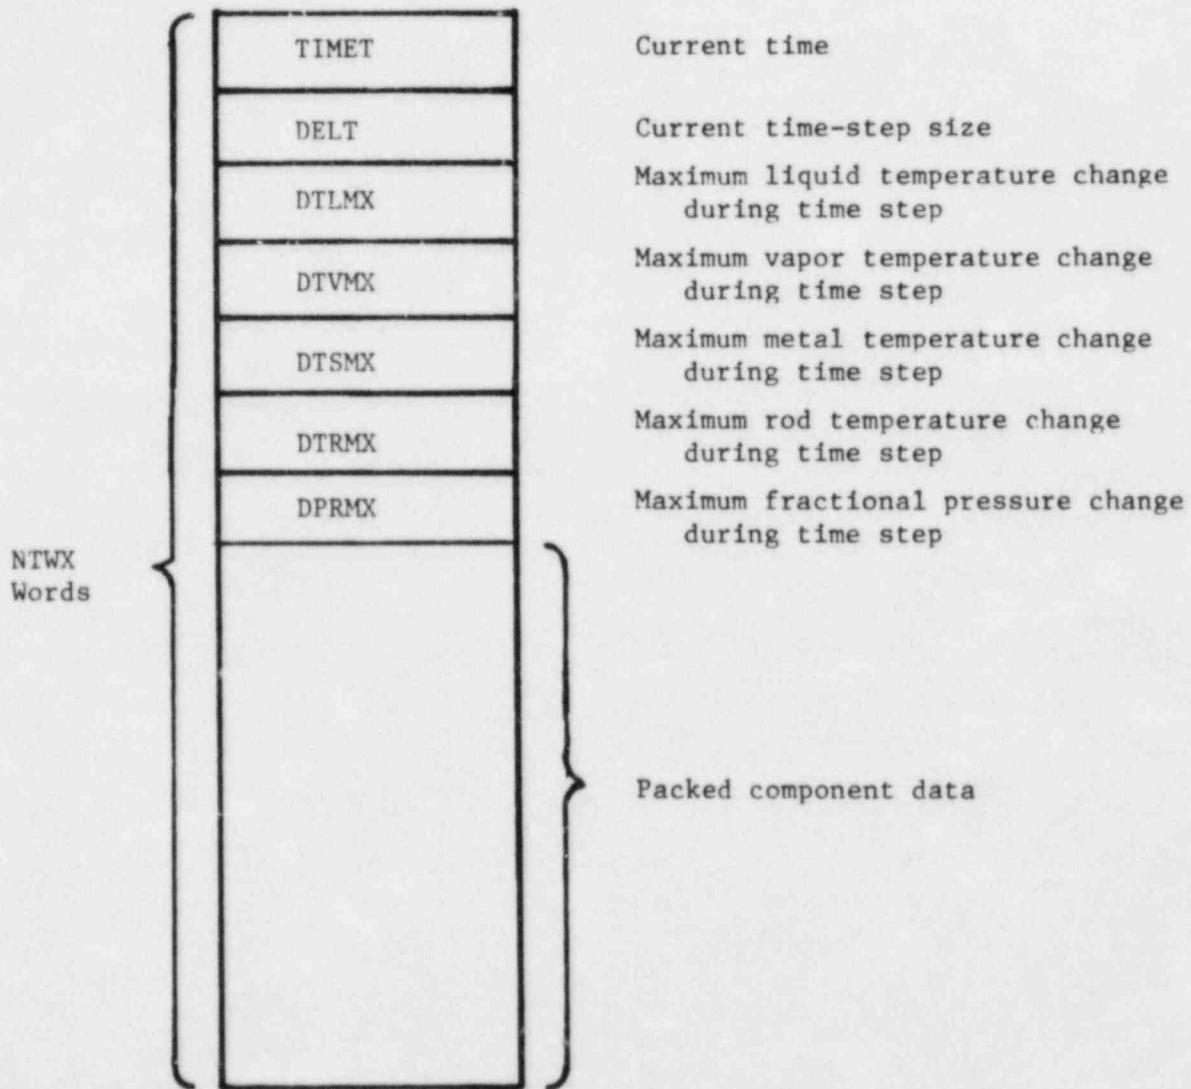 TIMET Current time
DELT Current time-step size
DTLMX Maximum liquid temperature change
during time step
DTVMX Maximum vapor temperature change
during time step
DTSMX Maximum metal temperature change
during time step
DTRMX Maximum rod temperature change
during time step
DPRMX Maximum fractional pressure change
during time step
NTWX
Words
Packed component data